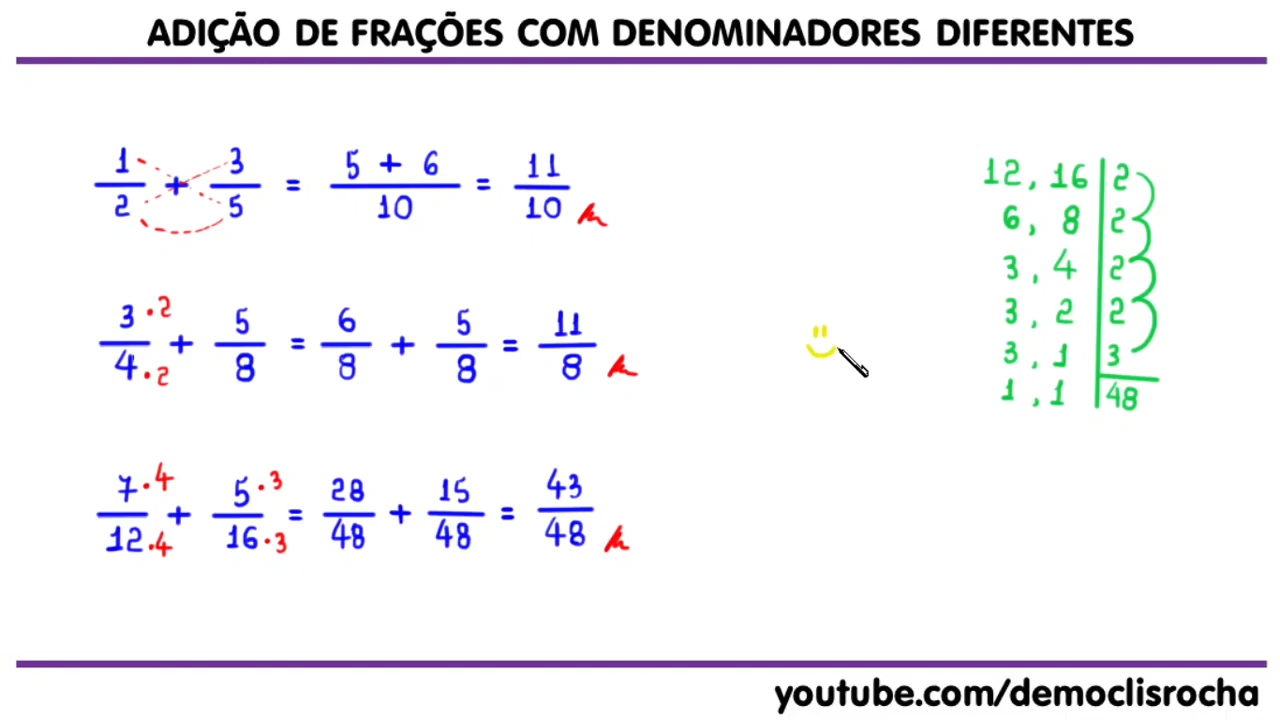 ADIÇÃO DE FRAÇÕES COM DENOMINADORES DIFERENTES
1/2 + 3/5 = (5 + 6)/10 = 11/10
3·2/4·2 + 5/8 = 6/8 + 5/8 = 11/8
7·4/12·4 + 5·3/16·3 = 28/48 + 15/48 = 43/48
12, 16 | 2
6, 8 | 2
3, 4 | 2
3, 2 | 2
3, 1 | 3
1, 1 | 48
youtube.com/democlisrocha